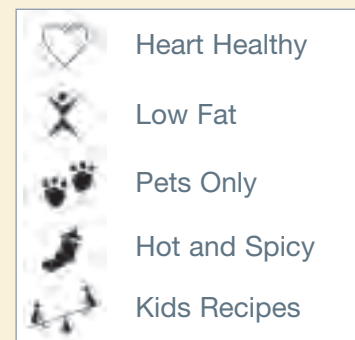 Heart Healthy
Low Fat
Pets Only
Hot and Spicy
Kids Recipes